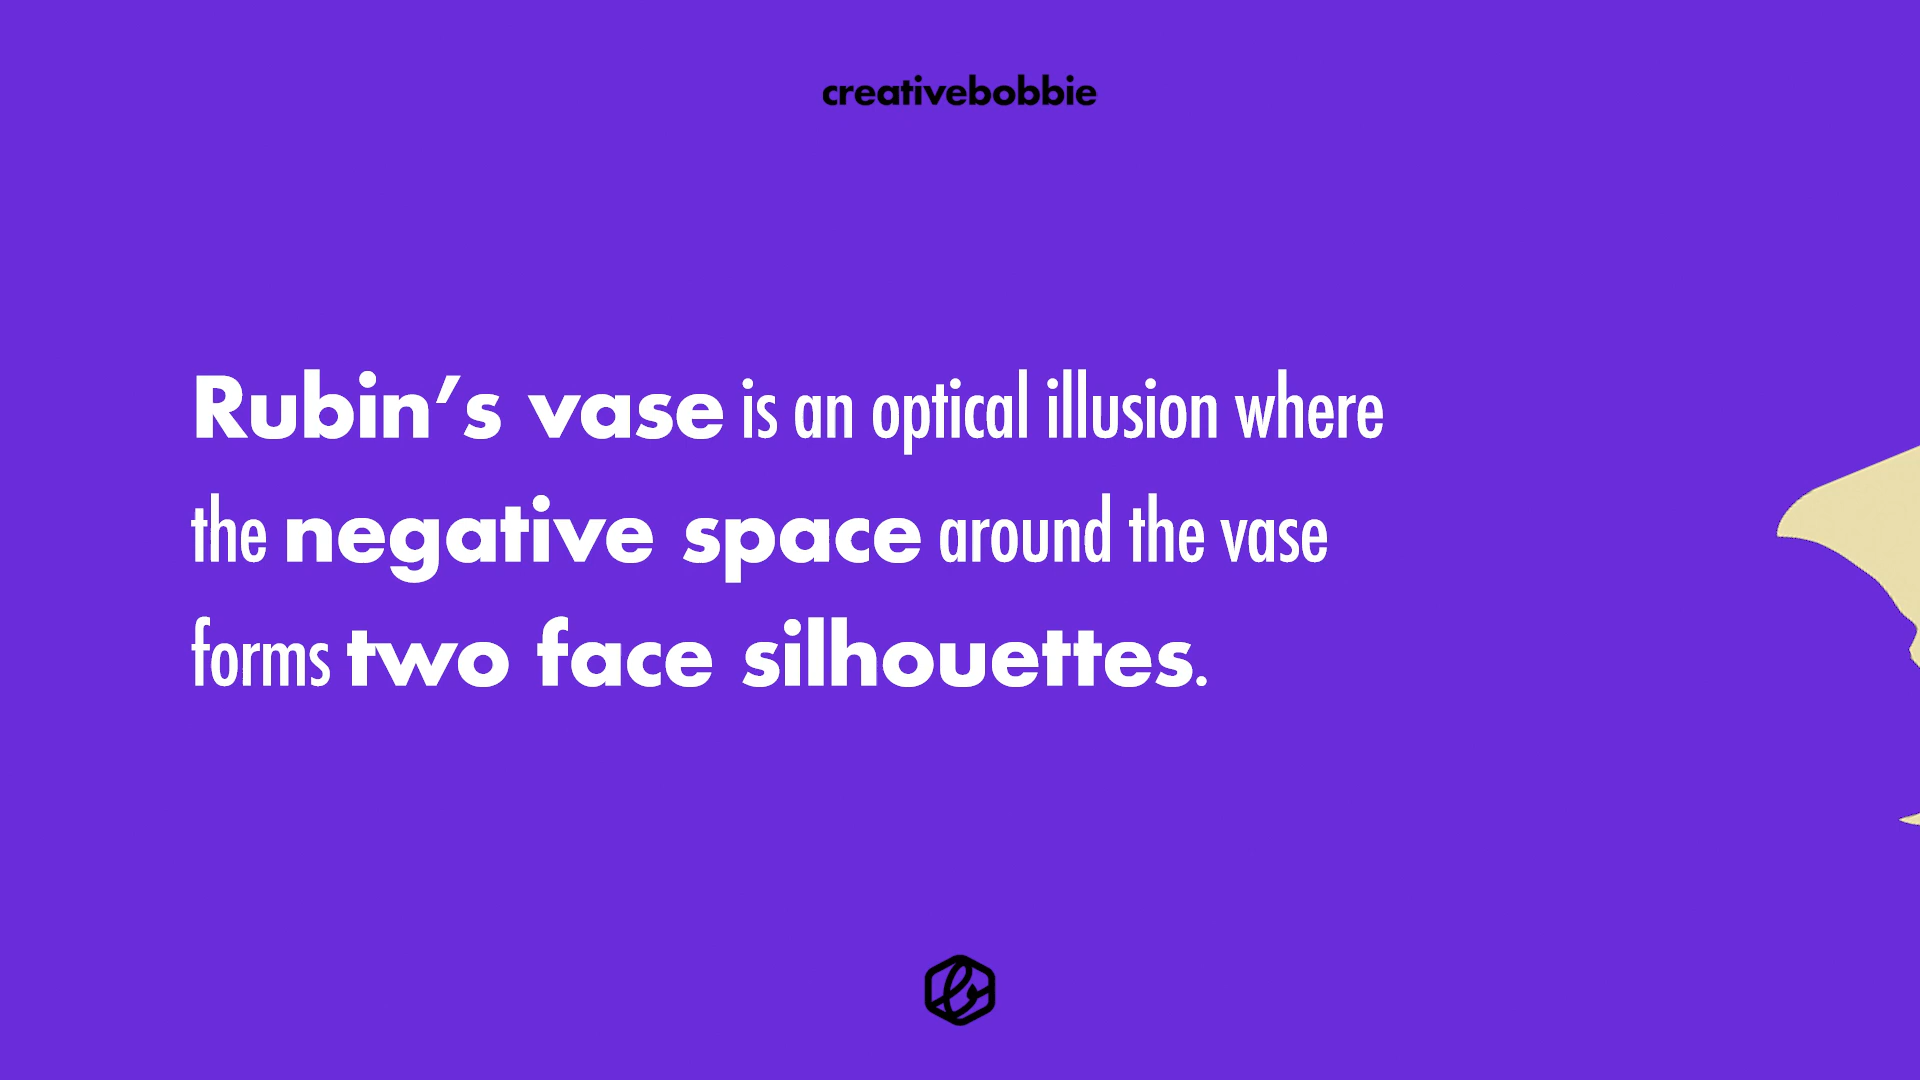 creativebobbie
Rubin’s vase is an optical illusion where
the negative space around the vase
forms two face silhouettes.